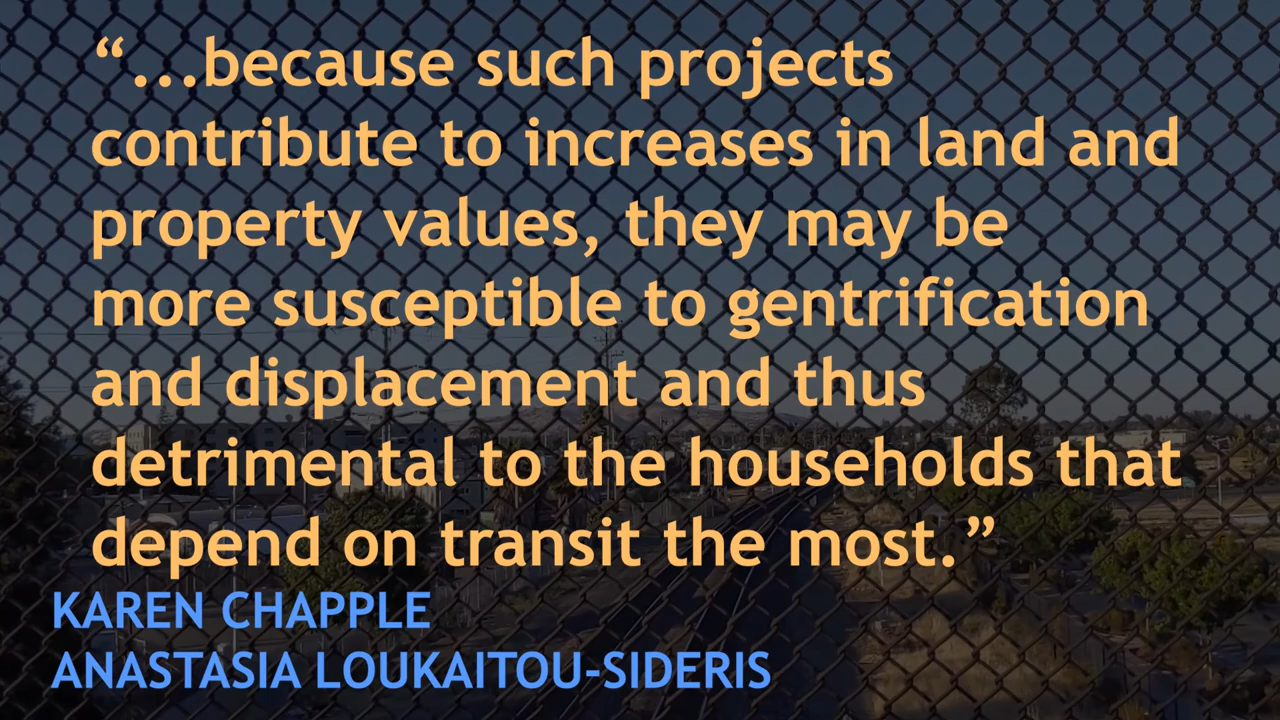 “...because such projects
contribute to increases in land and
property values, they may be
more susceptible to gentrification
and displacement and thus
detrimental to the households that
depend on transit the most.”
KAREN CHAPPLE
ANASTASIA LOUKAITOU-SIDERIS